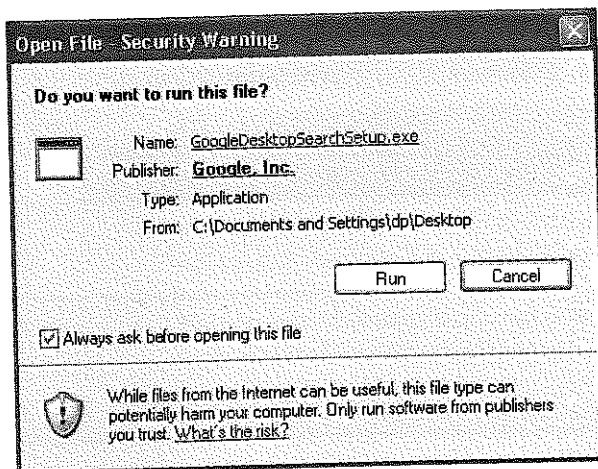 Open File - Security Warning
Do you want to run this file?
Name: GoogleDesktopSearchSetup.exe
Publisher: Google, Inc.
Type: Application
From: C:\Documents and Settings\dp\Desktop
Run Cancel
Always ask before opening this file
While files from the Internet can be useful, this file type can
potentially harm your computer. Only run software from publishers
you trust. What's the risk?